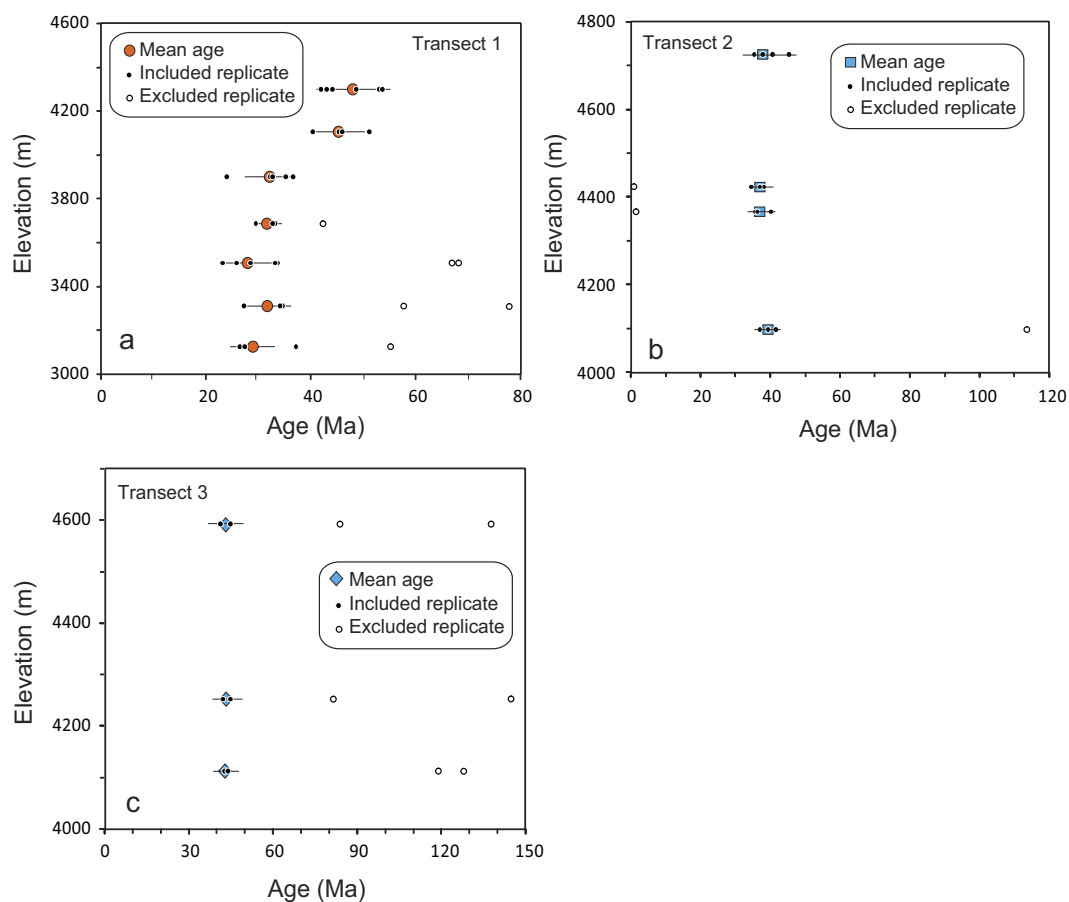 4600
4200
3800
3400
3000
Elevation (m)
Mean age
Included replicate
Excluded replicate
Transect 1
a
0
20
40
60
80
Age (Ma)
4800
4600
4400
4200
4000
Elevation (m)
Transect 2
Mean age
Included replicate
Excluded replicate
b
0
20
40
60
80
100
120
Age (Ma)
4600
4400
4200
4000
Elevation (m)
Transect 3
Mean age
Included replicate
Excluded replicate
c
0
30
60
90
120
150
Age (Ma)